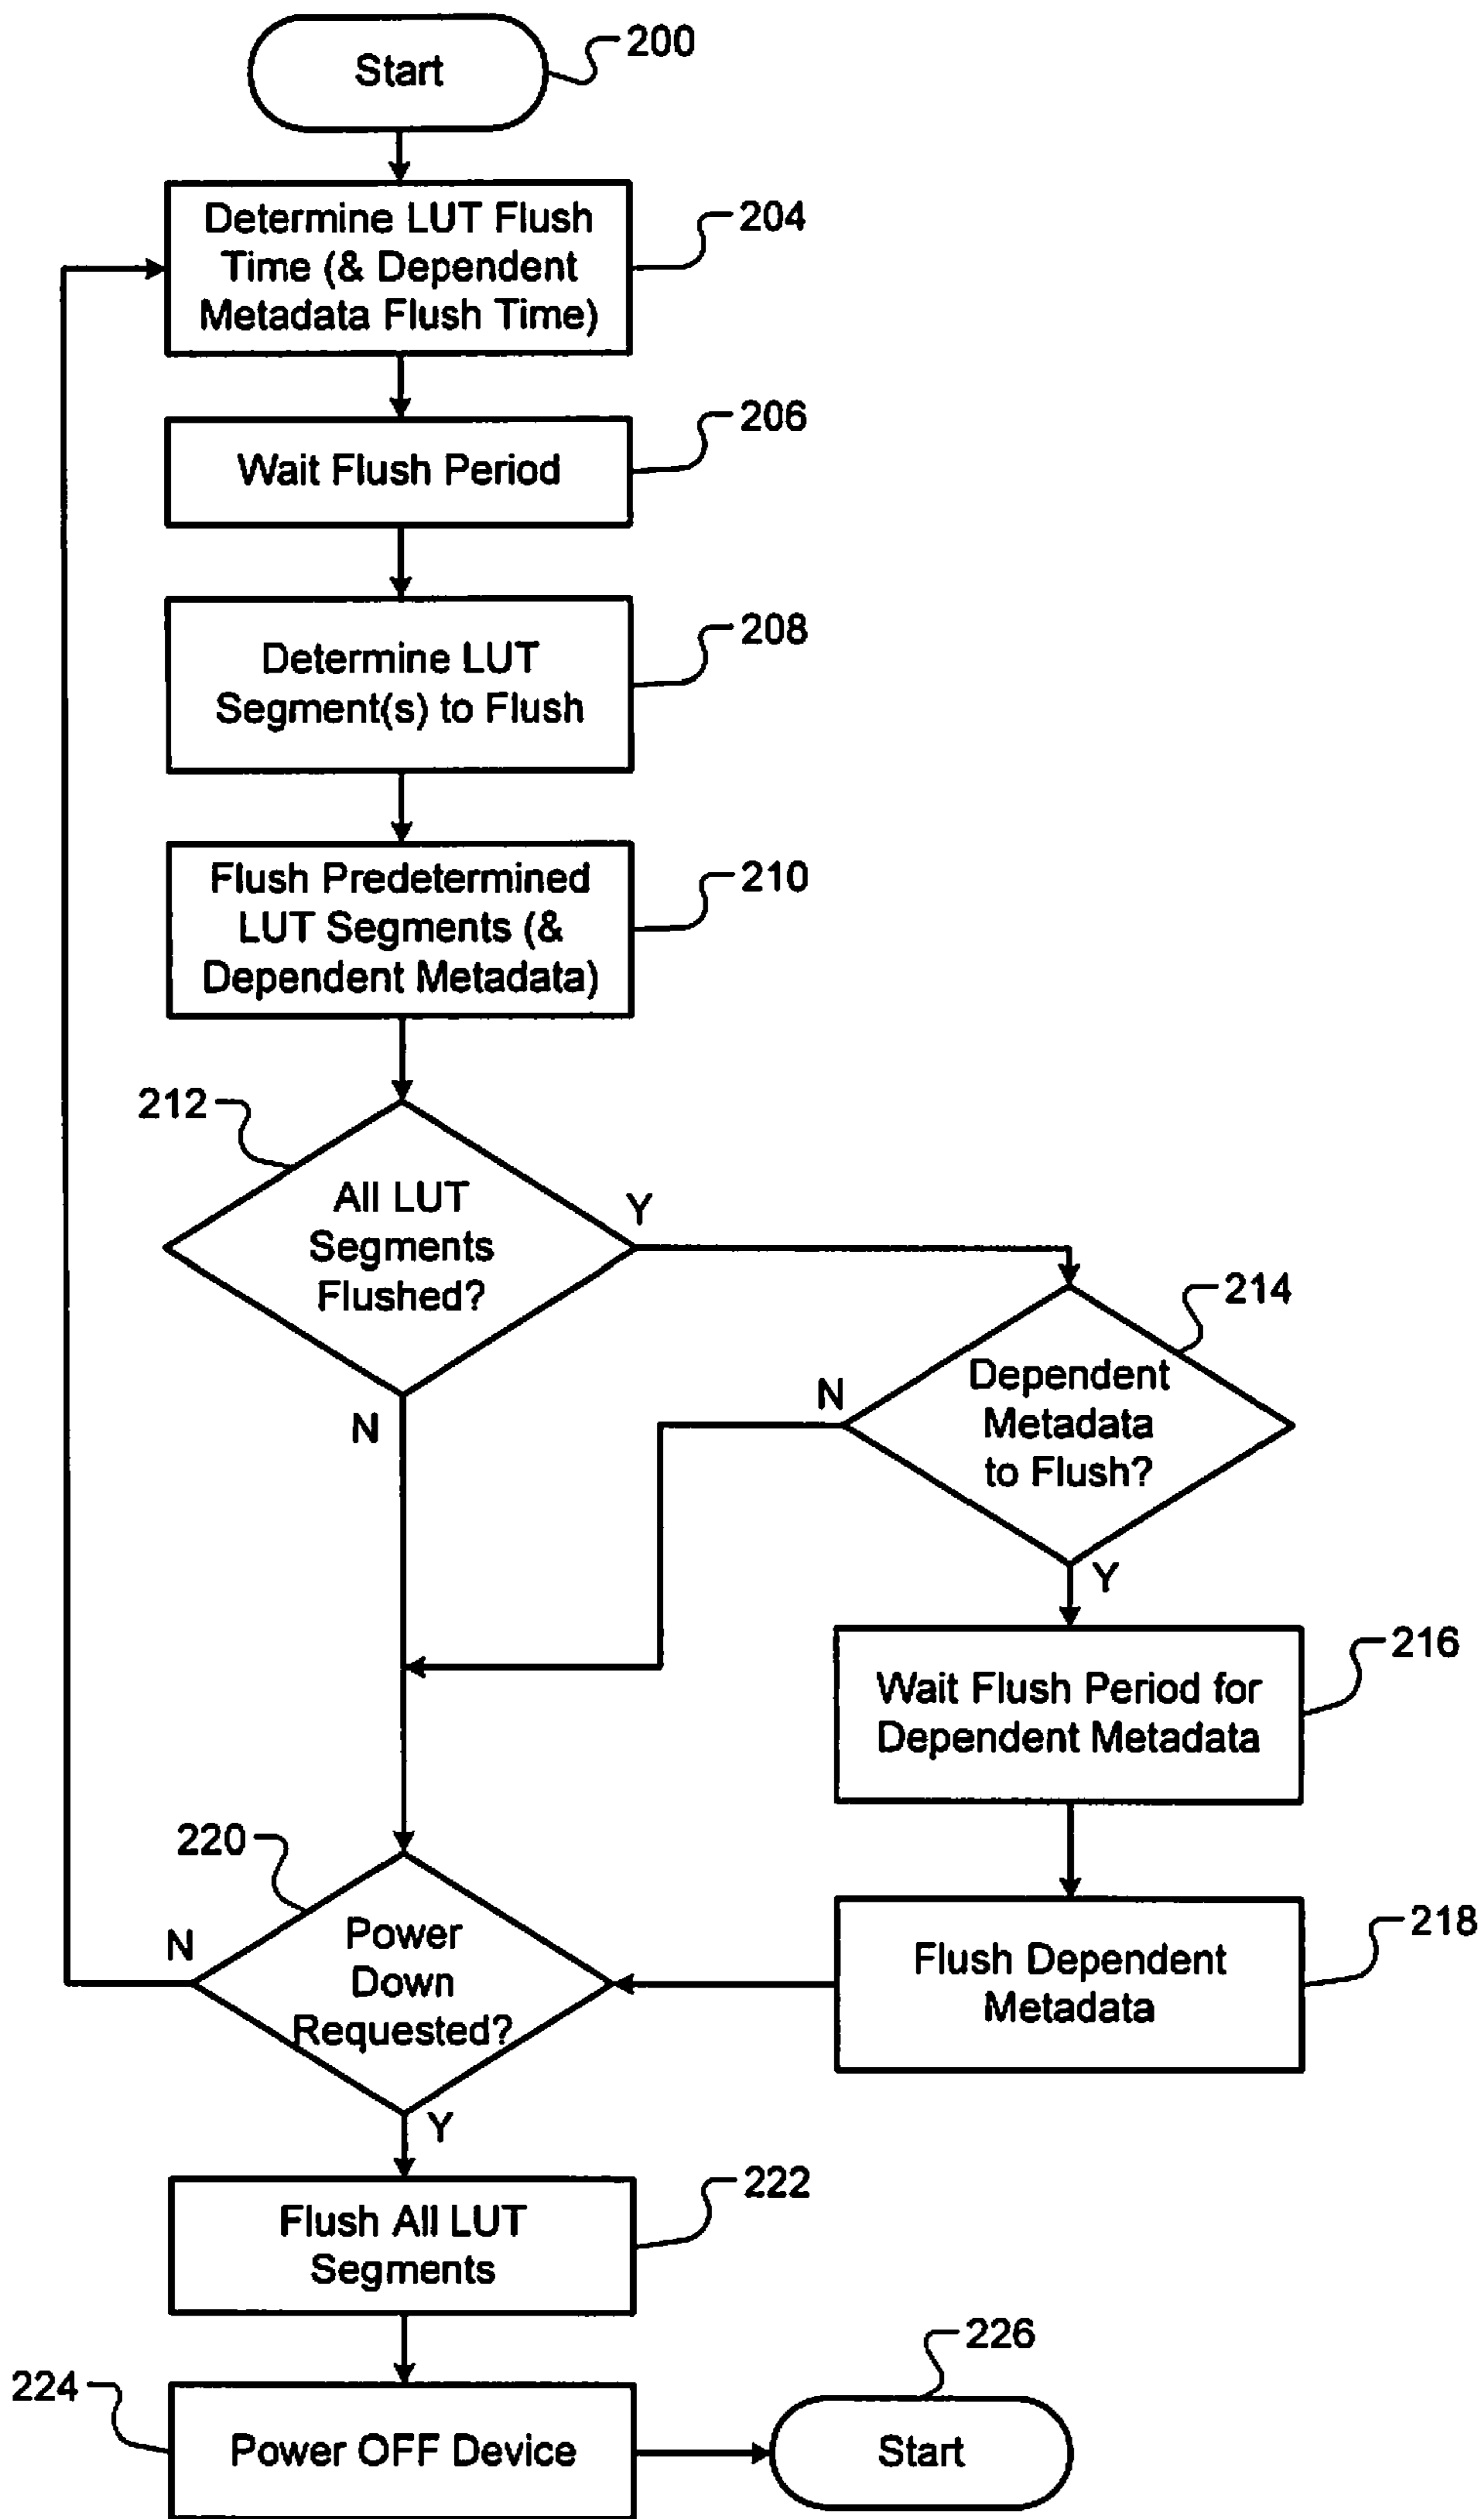 Start
200
Determine LUT Flush
Time (& Dependent
Metadata Flush Time)
204
Wait Flush Period
206
Determine LUT
Segment(s) to Flush
208
Flush Predetermined
LUT Segments (&
Dependent Metadata)
210
212
All LUT
Segments
Flushed?
Y
N
214
Dependent
Metadata
to Flush?
N
Y
216
Wait Flush Period for
Dependent Metadata
218
Flush Dependent
Metadata
220
Power
Down
Requested?
N
Y
222
Flush All LUT
Segments
224
Power OFF Device
226
Start